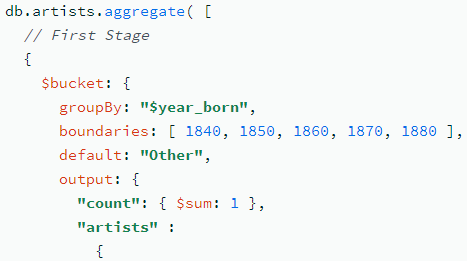 db.artists.aggregate( [
  // First Stage
  {
    $bucket: {
      groupBy: "$year_born",
      boundaries: [ 1840, 1850, 1860, 1870, 1880 ],
      default: "Other",
      output: {
        "count": { $sum: 1 },
        "artists" :
          {